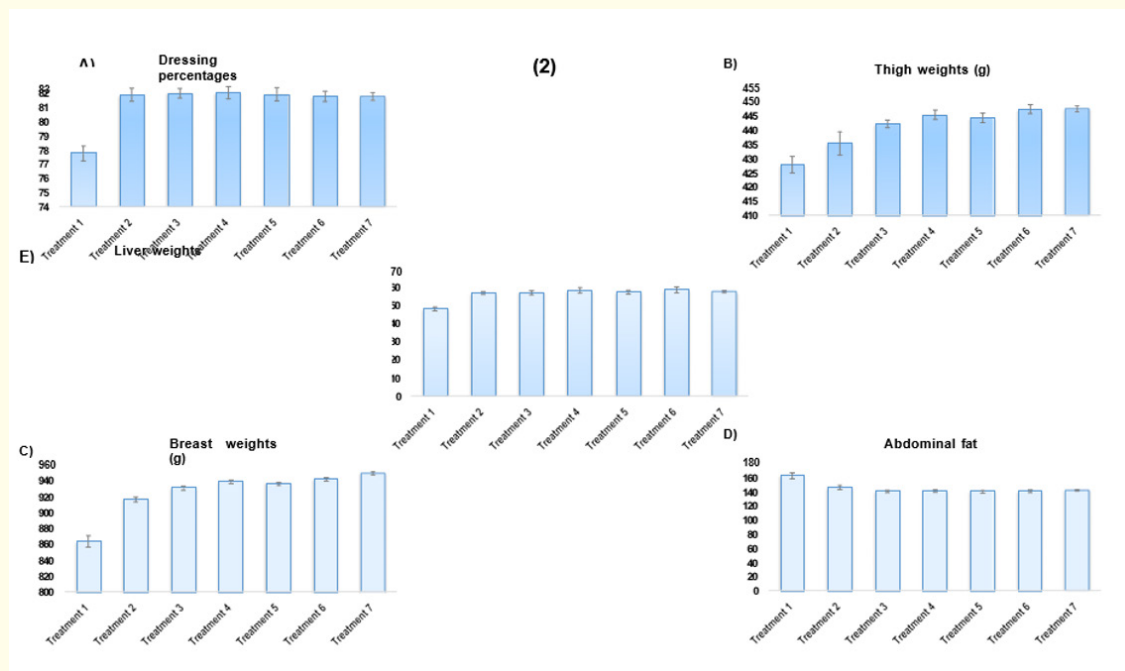 A)
Dressing
percentages
83
82
81
80
79
78
77
76
75
74
Treatment 1
Treatment 2
Treatment 3
Treatment 4
Treatment 5
Treatment 6
Treatment 7
(2)
B)
Thigh weights (g)
455
450
445
440
435
430
425
420
415
410
Treatment 1
Treatment 2
Treatment 3
Treatment 4
Treatment 5
Treatment 6
Treatment 7
E)
Liver weights
70
60
50
40
30
20
10
0
Treatment 1
Treatment 2
Treatment 3
Treatment 4
Treatment 5
Treatment 6
Treatment 7
C)
Breast weights
(g)
960
940
920
900
880
860
840
820
800
Treatment 1
Treatment 2
Treatment 3
Treatment 4
Treatment 5
Treatment 6
Treatment 7
D)
Abdominal fat
180
160
140
120
100
80
60
40
20
0
Treatment 1
Treatment 2
Treatment 3
Treatment 4
Treatment 5
Treatment 6
Treatment 7